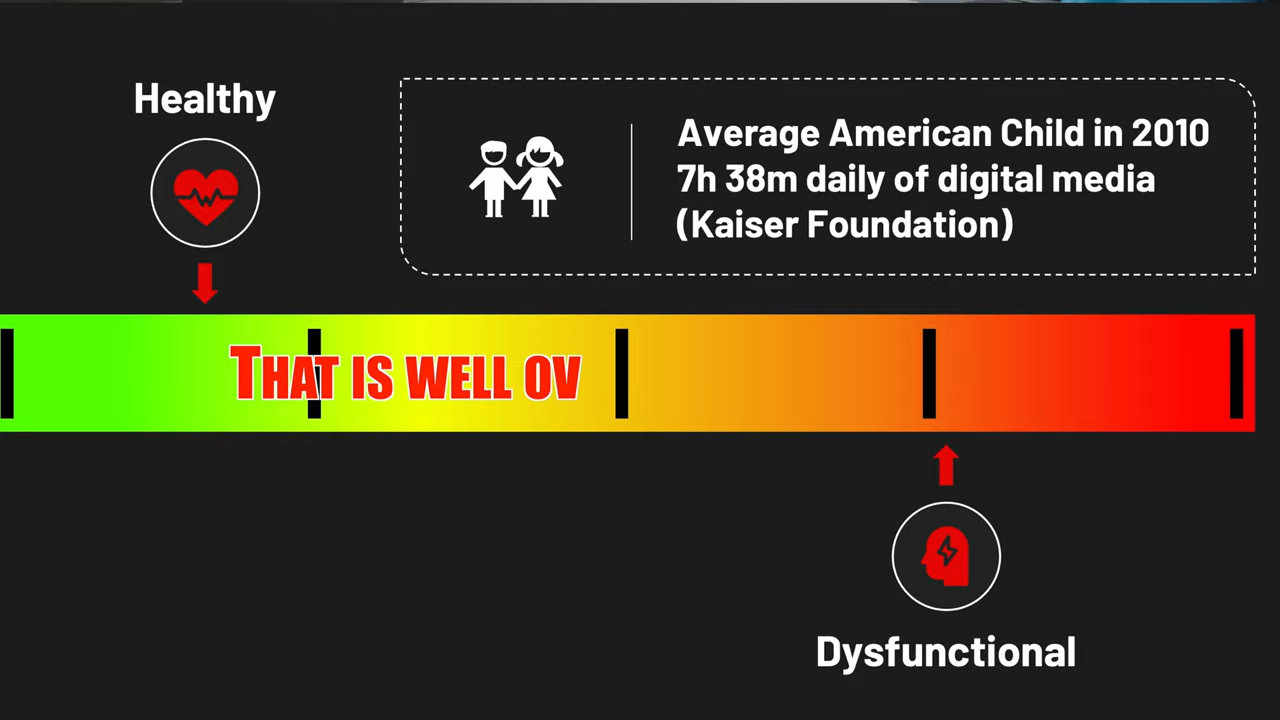 Healthy
Average American Child in 2010
7h 38m daily of digital media
(Kaiser Foundation)
THAT IS WELL OV
Dysfunctional